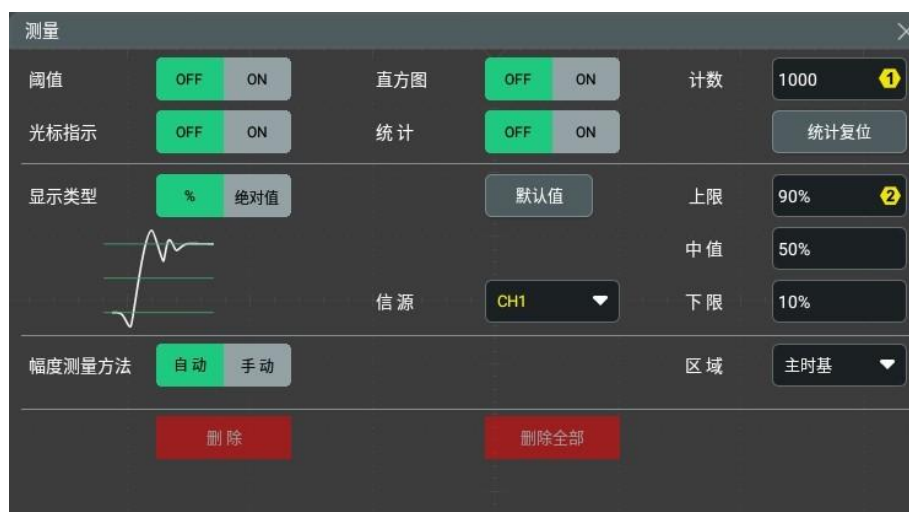 测量
阈值 OFF ON 直方图 OFF ON 计数 1000 1
光标指示 OFF ON 统计 OFF ON 统计复位
显示类型 % 绝对值 默认值 上限 90% 2
中值 50%
信源 CH1 下限 10%
幅度测量方法 自动 手动 区域 主时基
删除 删除全部